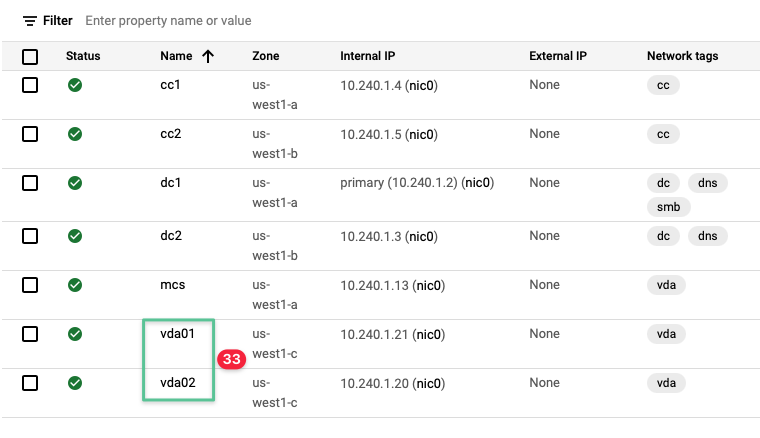 Filter Enter property name or value
Status Name Zone Internal IP External IP Network tags
cc1 us- 10.240.1.4 (nic0) None cc
west1-a
cc2 us- 10.240.1.5 (nic0) None cc
west1-b
dc1 us- primary (10.240.1.2) (nic0) None dc dns
west1-a smb
dc2 us- 10.240.1.3 (nic0) None dc dns
west1-b
mcs us- 10.240.1.13 (nic0) None vda
west1-a
vda01 us- 10.240.1.21 (nic0) None vda
west1-c
33
vda02 us- 10.240.1.20 (nic0) None vda
west1-c